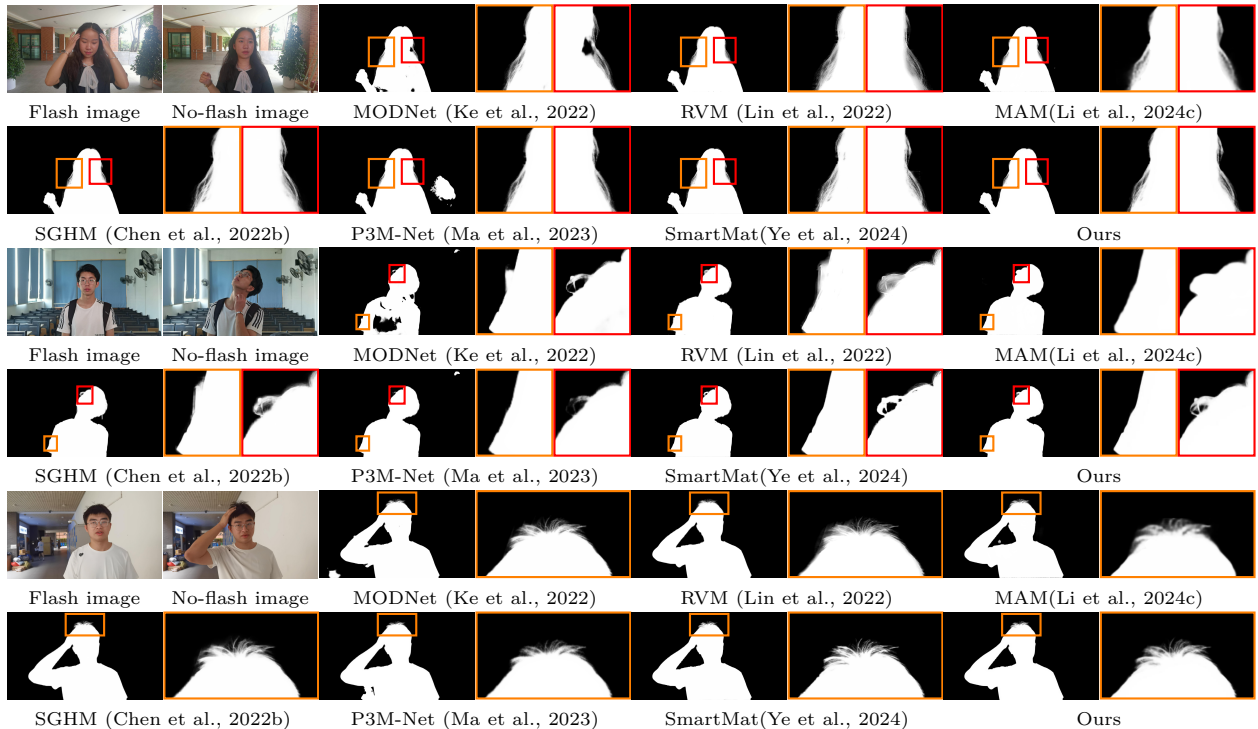 Flash image No-flash image MODNet (Ke et al., 2022) RVM (Lin et al., 2022) MAM(Li et al., 2024c)
SGHM (Chen et al., 2022b) P3M-Net (Ma et al., 2023) SmartMat(Ye et al., 2024) Ours
Flash image No-flash image MODNet (Ke et al., 2022) RVM (Lin et al., 2022) MAM(Li et al., 2024c)
SGHM (Chen et al., 2022b) P3M-Net (Ma et al., 2023) SmartMat(Ye et al., 2024) Ours
Flash image No-flash image MODNet (Ke et al., 2022) RVM (Lin et al., 2022) MAM(Li et al., 2024c)
SGHM (Chen et al., 2022b) P3M-Net (Ma et al., 2023) SmartMat(Ye et al., 2024) Ours